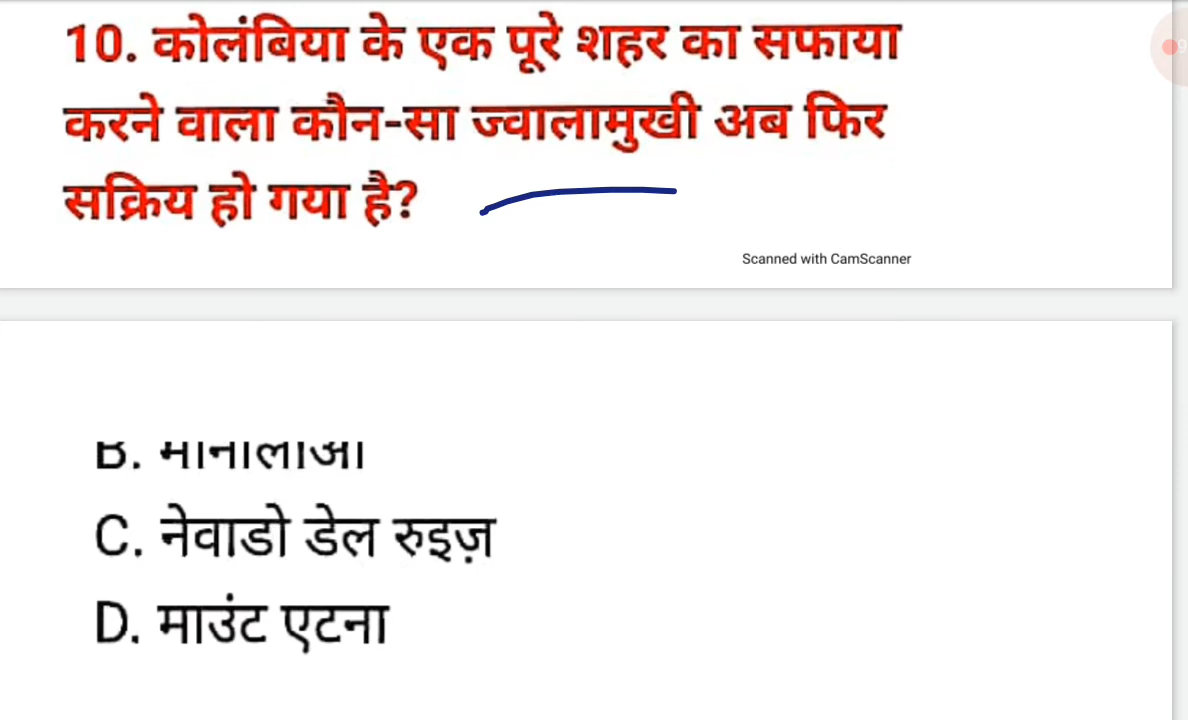 10. कोलंबिया के एक पूरे शहर का सफाया
करने वाला कौन-सा ज्वालामुखी अब फिर
सक्रिय हो गया है?
Scanned with CamScanner
B.
C. नेवाडो डेल रुइज़
D. माउंट एटना